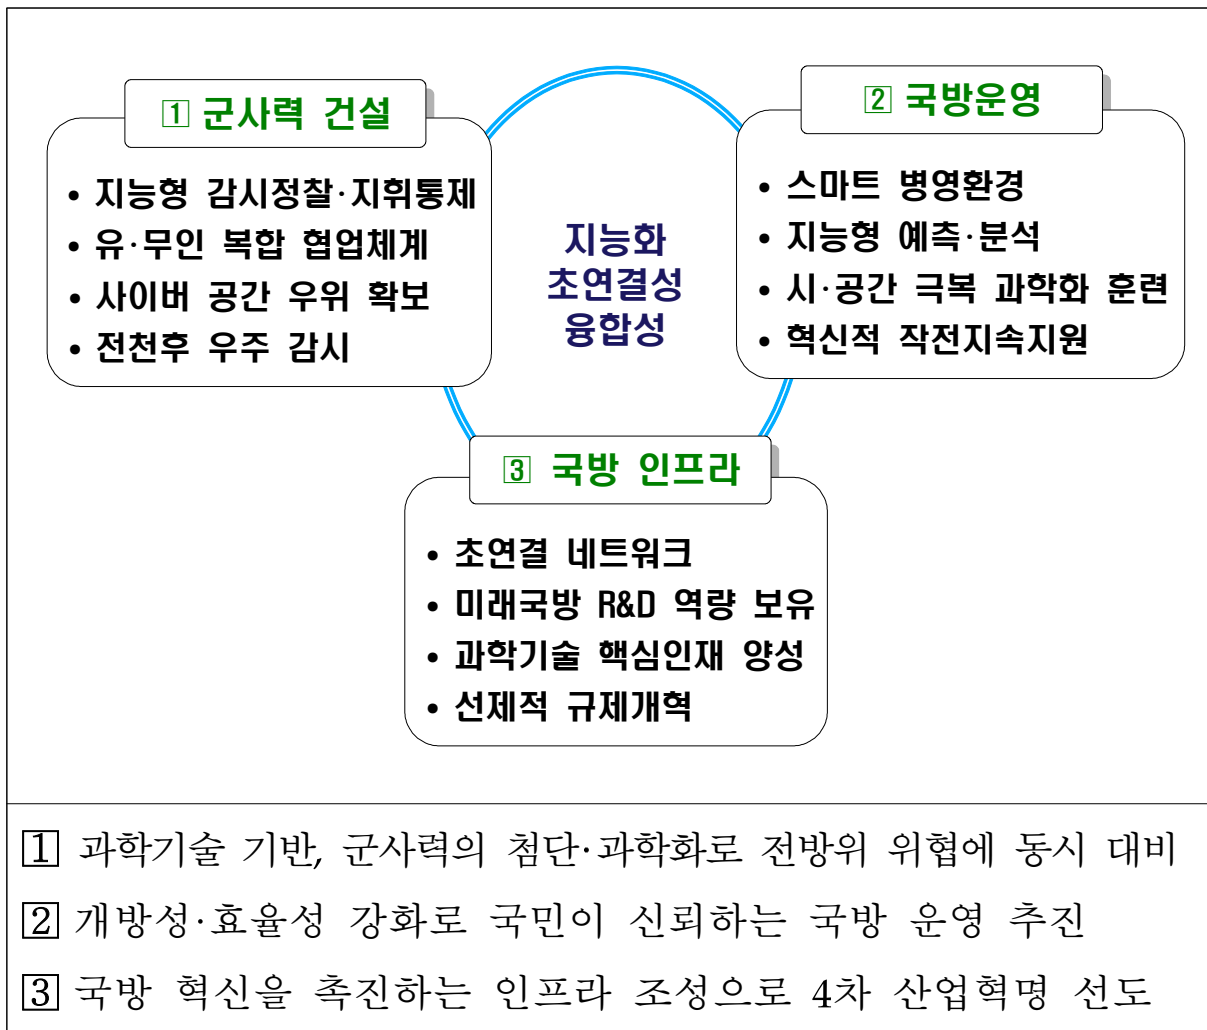 1 군사력 건설
• 지능형 감시정찰·지휘통제
• 유·무인 복합 협업체계
• 사이버 공간 우위 확보
• 전천후 우주 감시
지능화
초연결성
융합성
2 국방운영
• 스마트 병영환경
• 지능형 예측·분석
• 시·공간 극복 과학화 훈련
• 혁신적 작전지속지원
3 국방 인프라
• 초연결 네트워크
• 미래국방 R&D 역량 보유
• 과학기술 핵심인재 양성
• 선제적 규제개혁
1 과학기술 기반, 군사력의 첨단·과학화로 전방위 위협에 동시 대비
2 개방성·효율성 강화로 국민이 신뢰하는 국방 운영 추진
3 국방 혁신을 촉진하는 인프라 조성으로 4차 산업혁명 선도